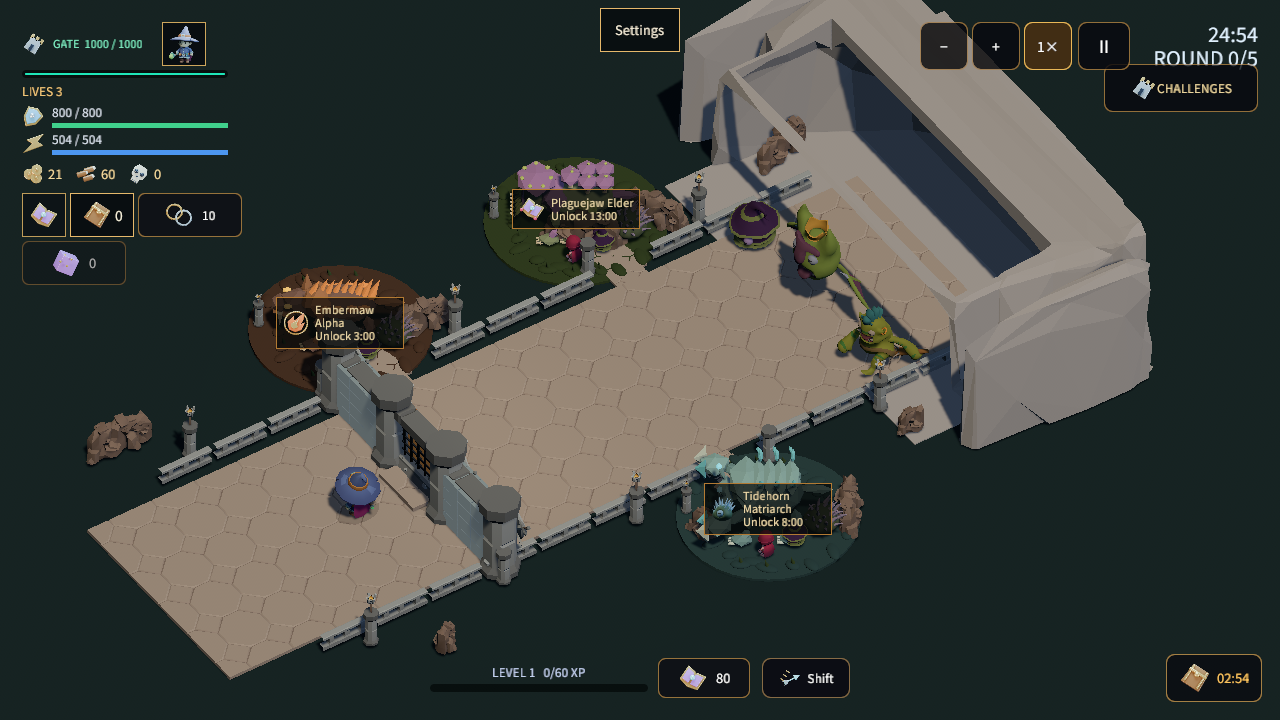 GATE 1000 / 1000
Settings
−
+
1×
24:54
ROUND 0/5
CHALLENGES
LIVES 3
800 / 800
504 / 504
21
60
0
0
10
0
Plaguejaw Elder
Unlock 13:00
Embermaw
Alpha
Unlock 3:00
Tidehorn
Matriarch
Unlock 8:00
LEVEL 1 0/60 XP
80
Shift
02:54